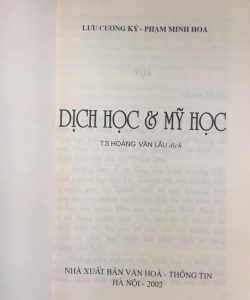 LƯU CƯƠNG KỶ - PHẠM MINH HOA
DỊCH HỌC & MỸ HỌC
T.S HOÀNG VĂN LÂU dịch
NHÀ XUẤT BẢN VĂN HOÁ - THÔNG TIN
HÀ NỘI - 2002